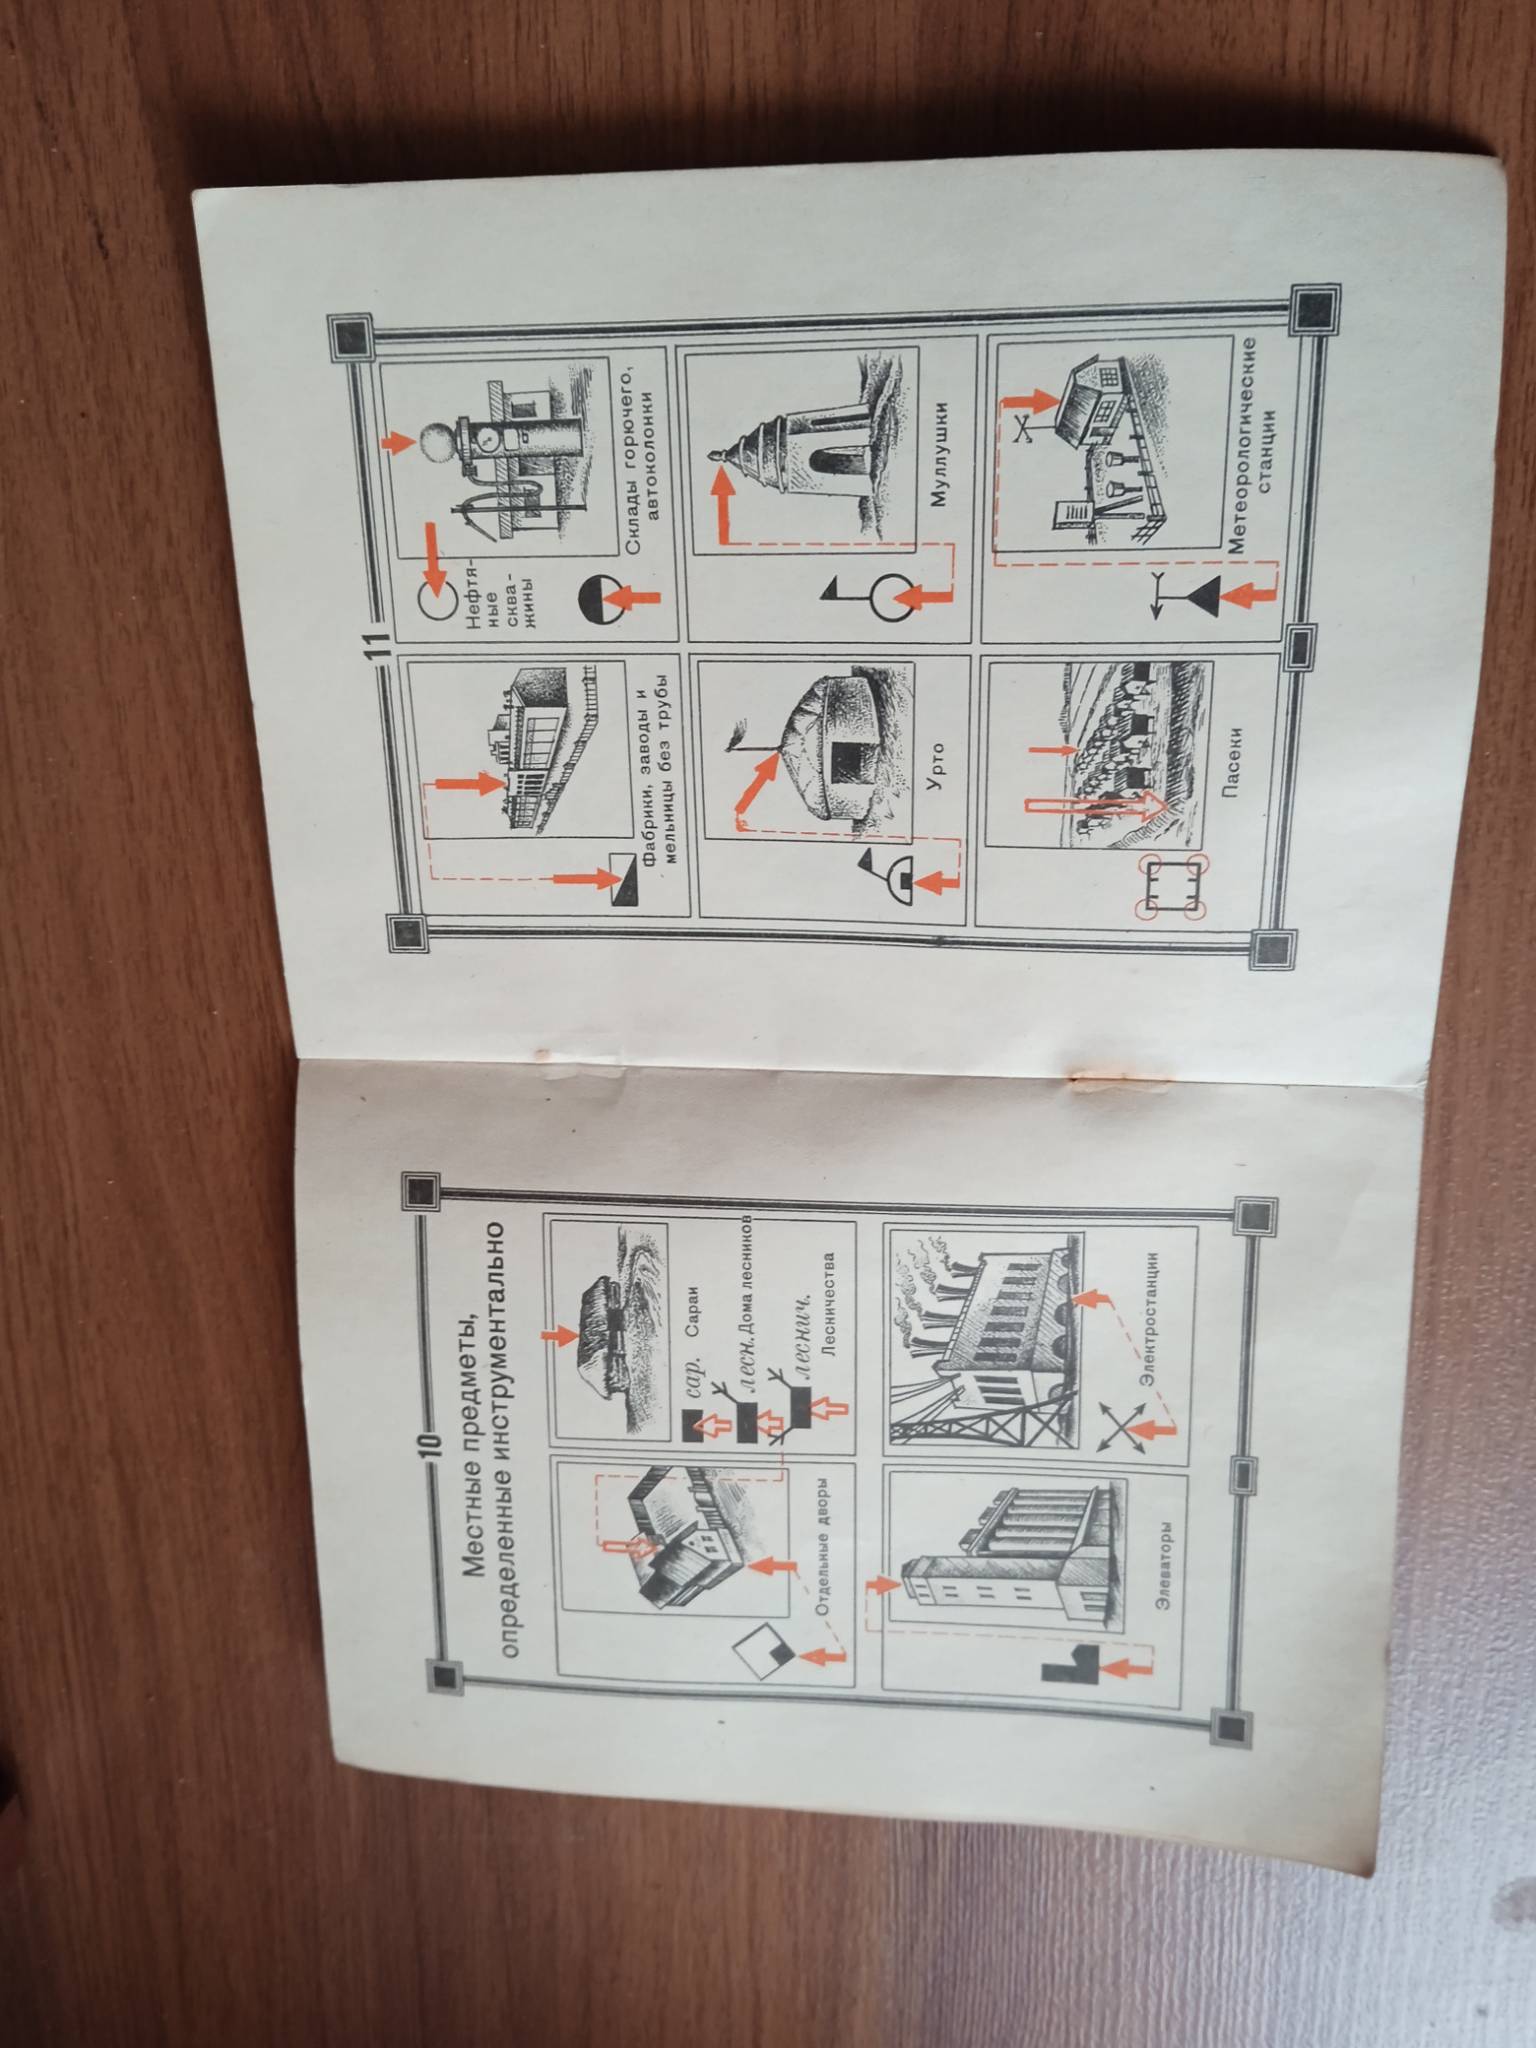 10
Местные предметы,
определенные инструментально
Отдельные дворы
сар. Сараи
лесн. Дома лесников
леснич.
Лесничества
Элеваторы
Электростанции
11
Фабрики, заводы и
мельницы без трубы
Нефтя-
ные
сква-
жины
Склады горючего,
автоколонки
Урто
Муллушки
Пасеки
Метеорологические
станции